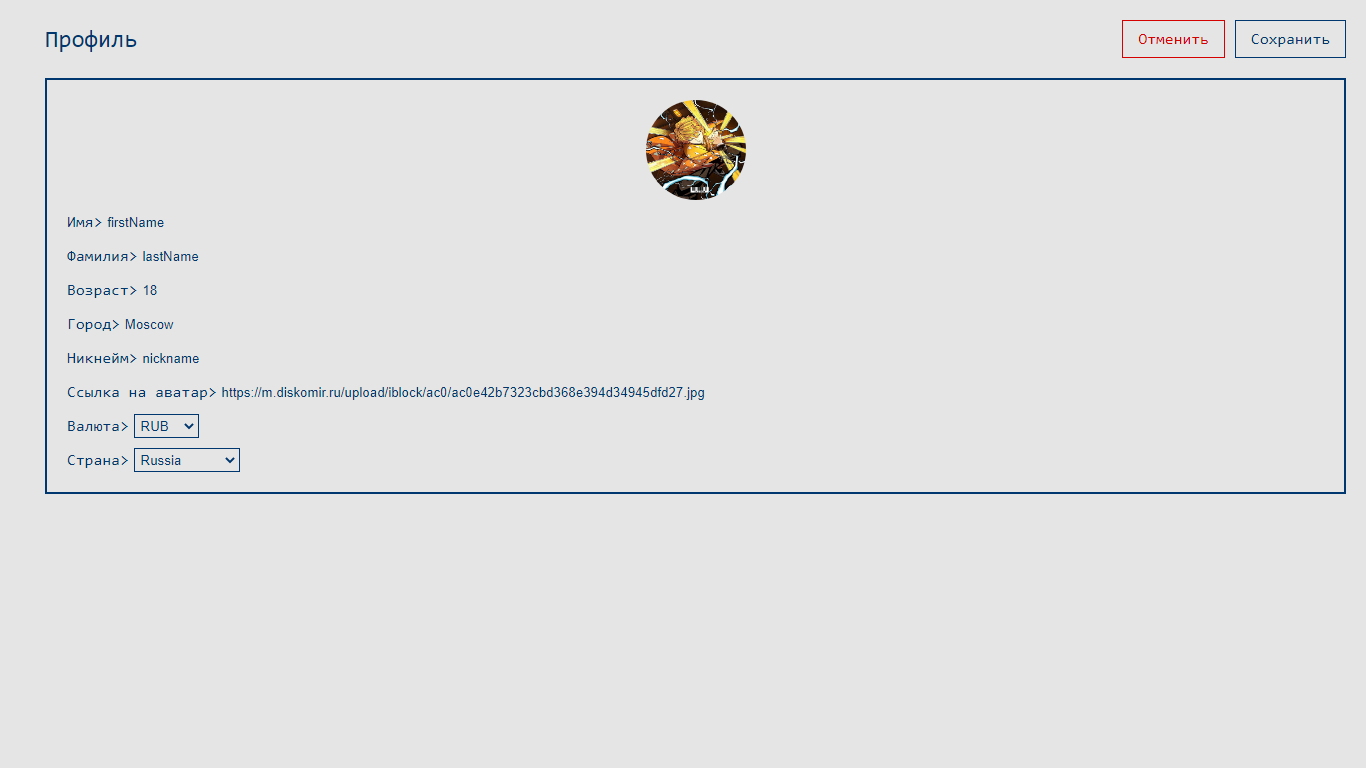 Профиль
Отменить
Сохранить
Имя> firstName
Фамилия> lastName
Возраст> 18
Город> Moscow
Никнейм> nickname
Ссылка на аватар> https://m.diskomir.ru/upload/iblock/ac0/ac0e42b7323cbd368e394d34945dfd27.jpg
Валюта> RUB
Страна> Russia